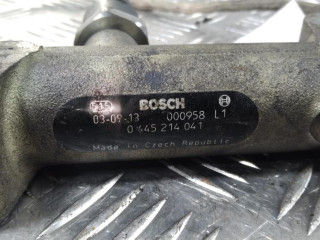 BOSCH
03-09-13 000958 L1
0 445 214 041
Made in Czech Republic